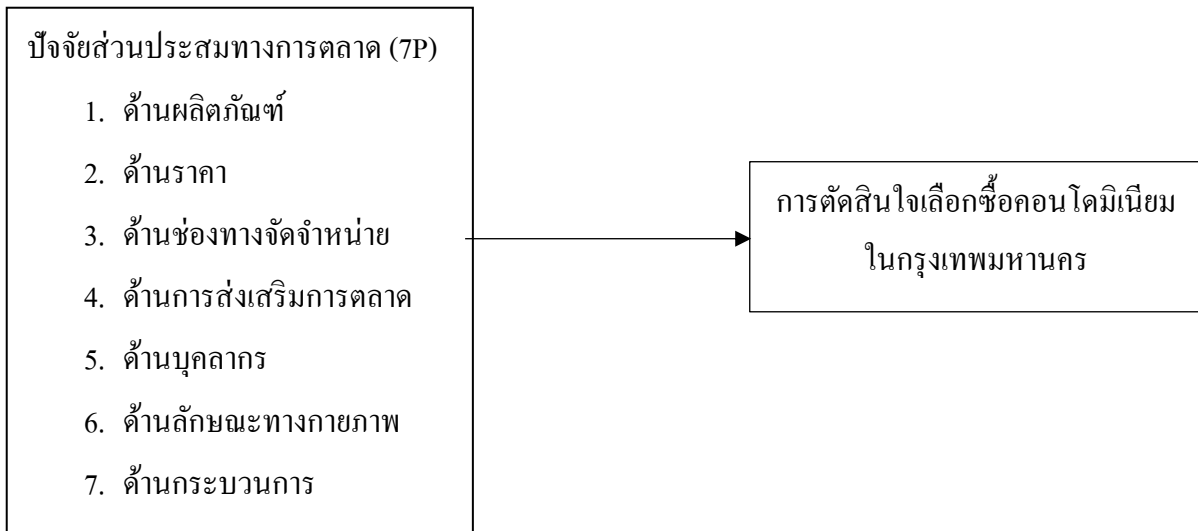 ปัจจัยส่วนประสมทางการตลาด (7P)
1. ด้านผลิตภัณฑ์
2. ด้านราคา
3. ด้านช่องทางจัดจำหน่าย
4. ด้านการส่งเสริมการตลาด
5. ด้านบุคลากร
6. ด้านลักษณะทางกายภาพ
7. ด้านกระบวนการ
การตัดสินใจเลือกซื้อคอนโดมิเนียม
ในกรุงเทพมหานคร